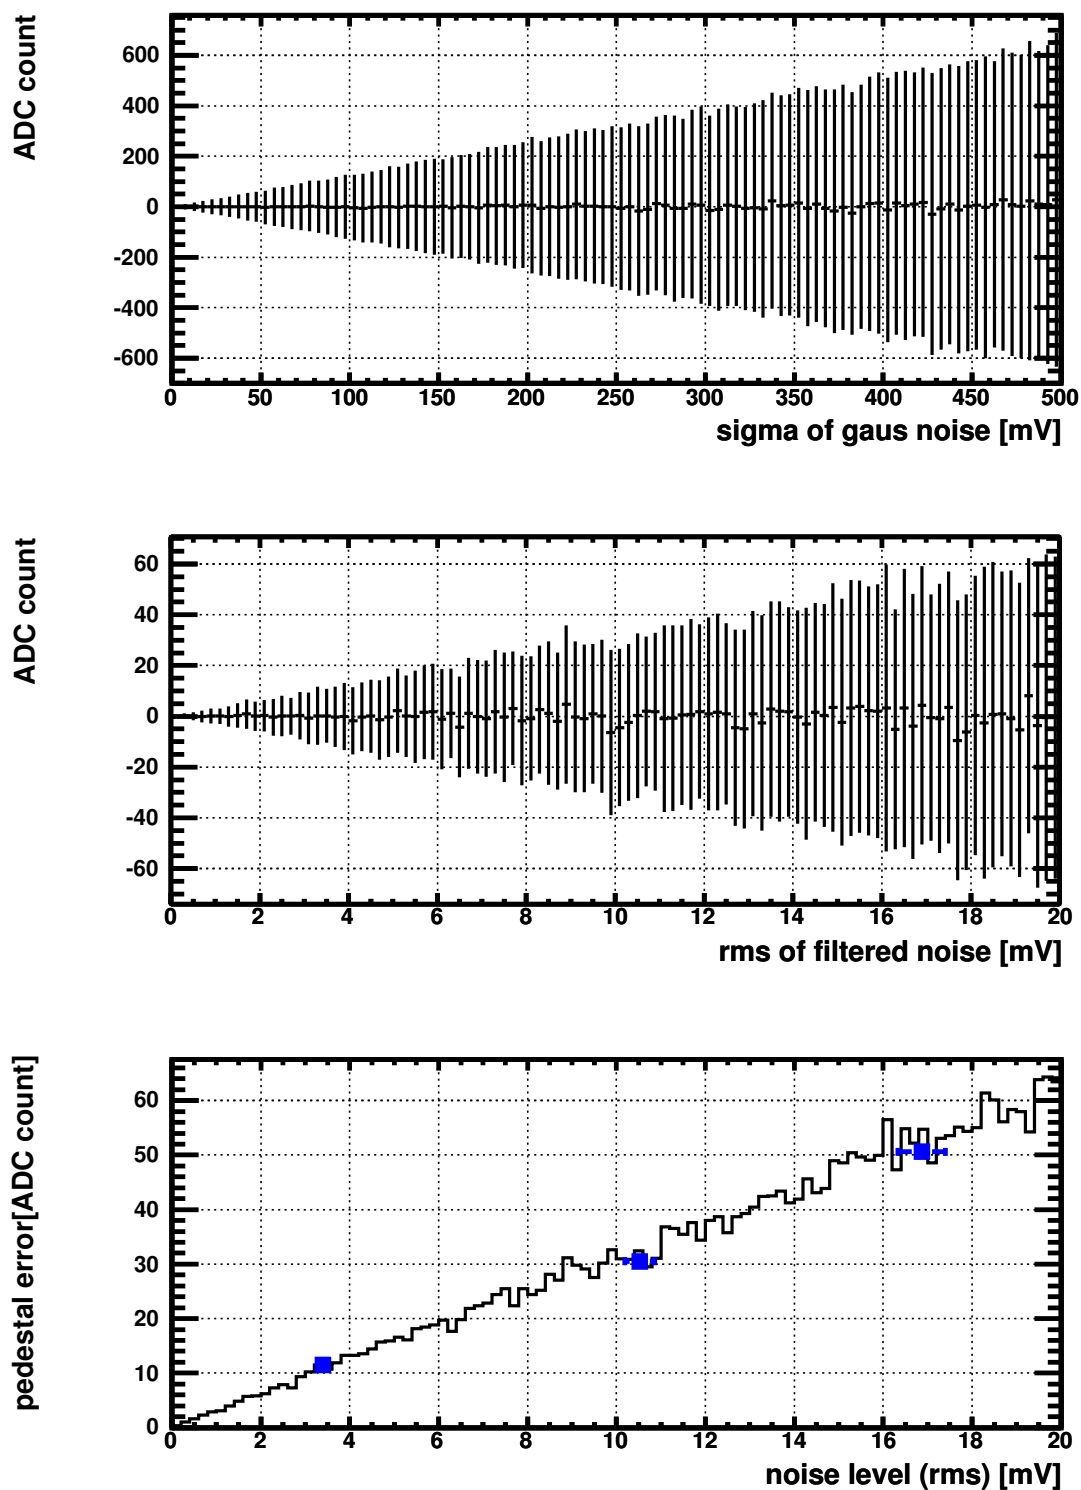 ADC count
600
400
200
0
-200
-400
-600
0 50 100 150 200 250 300 350 400 450 500
sigma of gaus noise [mV]
ADC count
60
40
20
0
-20
-40
-60
0 2 4 6 8 10 12 14 16 18 20
rms of filtered noise [mV]
pedestal error[ADC count]
60
50
40
30
20
10
0
0 2 4 6 8 10 12 14 16 18 20
noise level (rms) [mV]